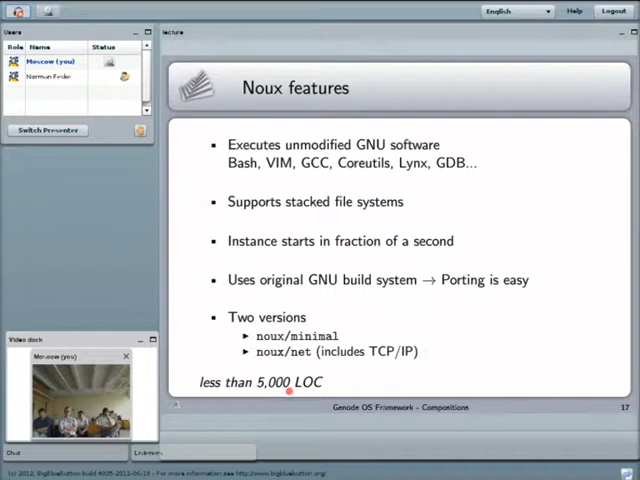 English
Help
Logout
Users
lecture
Role Name Status
Moscow (you)
Norman Feske
Switch Presenter
Noux features
Executes unmodified GNU software
Bash, VIM, GCC, Coreutils, Lynx, GDB...
Supports stacked file systems
Instance starts in fraction of a second
Uses original GNU build system → Porting is easy
Two versions
noux/minimal
noux/net (includes TCP/IP)
less than 5,000 LOC
Genode OS Framework - Compositions 17
Video dock
Moscow (you)
Chat
Listeners
(c) 2012, BigBlueButton build 4035-2012-06-18 - For more information see http://www.bigbluebutton.org/